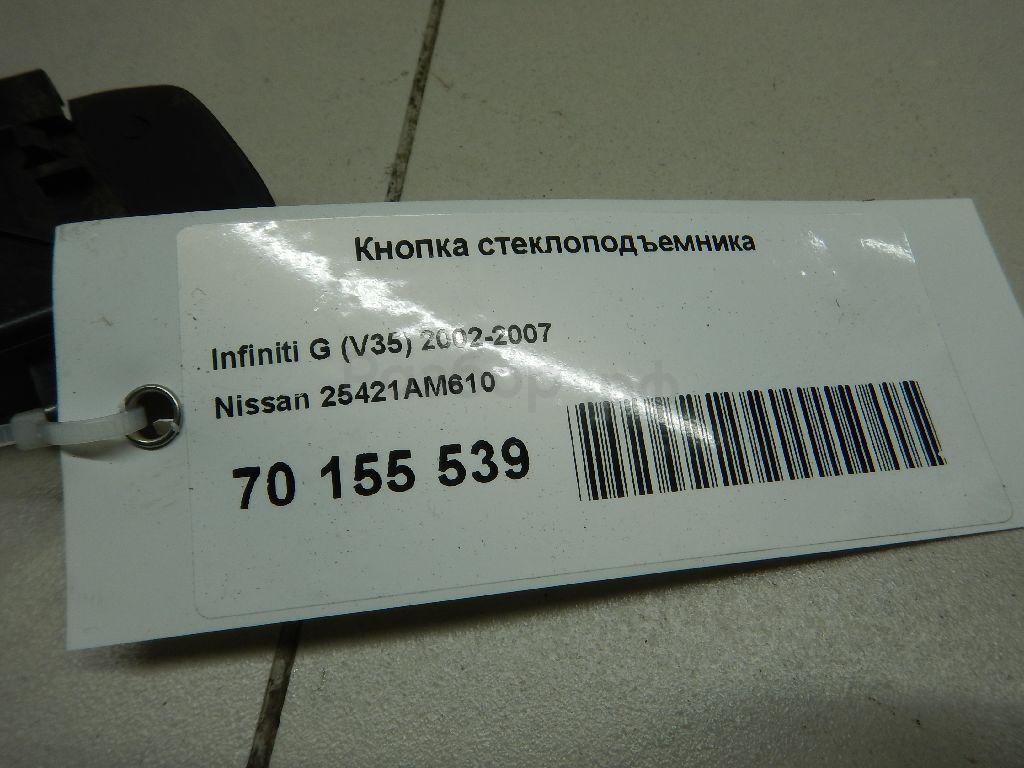 Кнопка стеклоподъемника
Infiniti G (V35) 2002-2007
Nissan 25421AM610
70 155 539